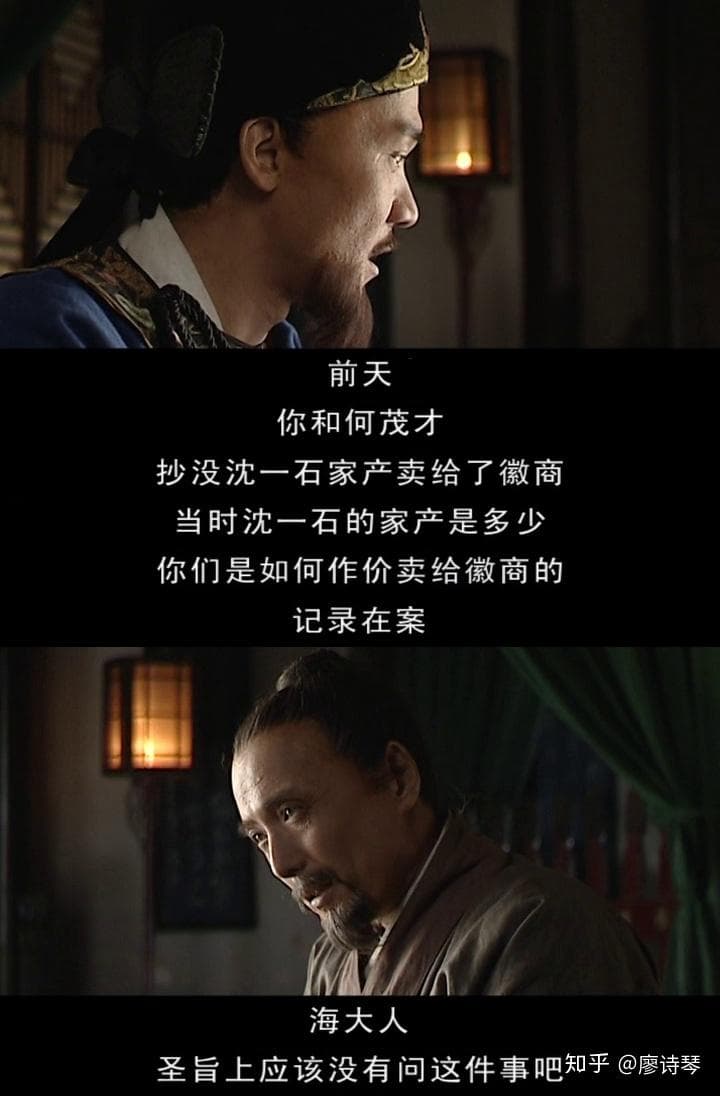 前天
你和何茂才
抄没沈一石家产卖给了徽商
当时沈一石的家产是多少
你们是如何作价卖给徽商的
记录在案
海大人
圣旨上应该没有问这件事吧
知乎 @廖诗琴